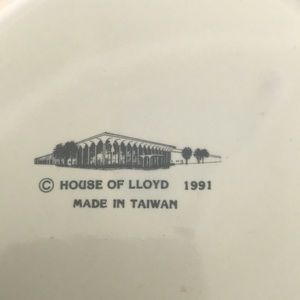 © HOUSE OF LLOYD 1991
MADE IN TAIWAN